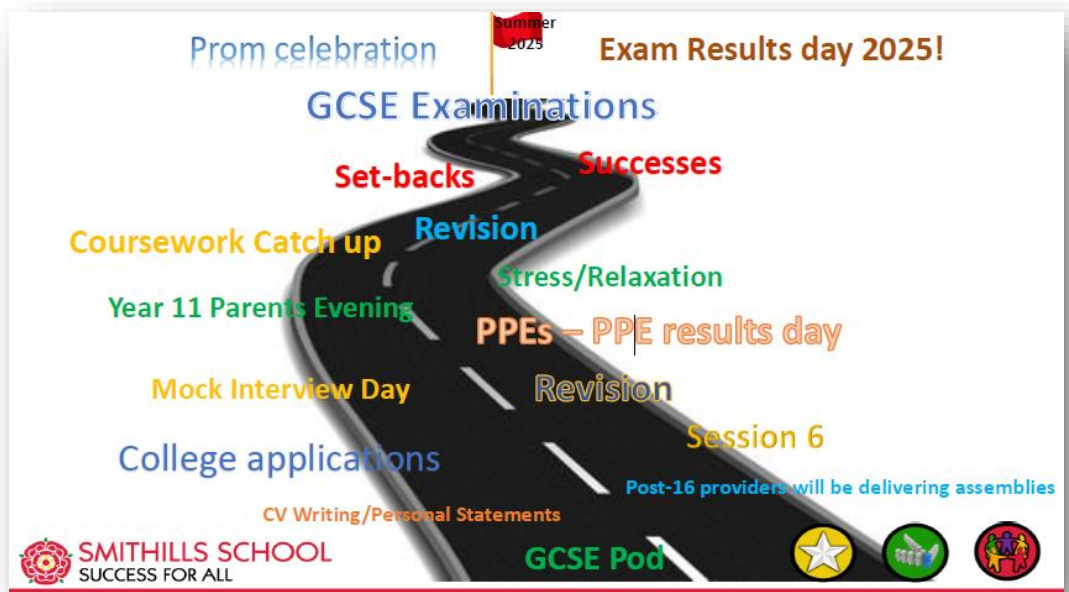 Summer
2025
Prom celebration
Exam Results day 2025!
GCSE Examinations
Successes
Set-backs
Revision
Coursework Catch up
Stress/Relaxation
Year 11 Parents Evening
PPEs – PPE results day
Mock Interview Day
Revision
Session 6
College applications
Post-16 providers will be delivering assemblies
CV Writing/Personal Statements
GCSE Pod
SMITHILLS SCHOOL
SUCCESS FOR ALL